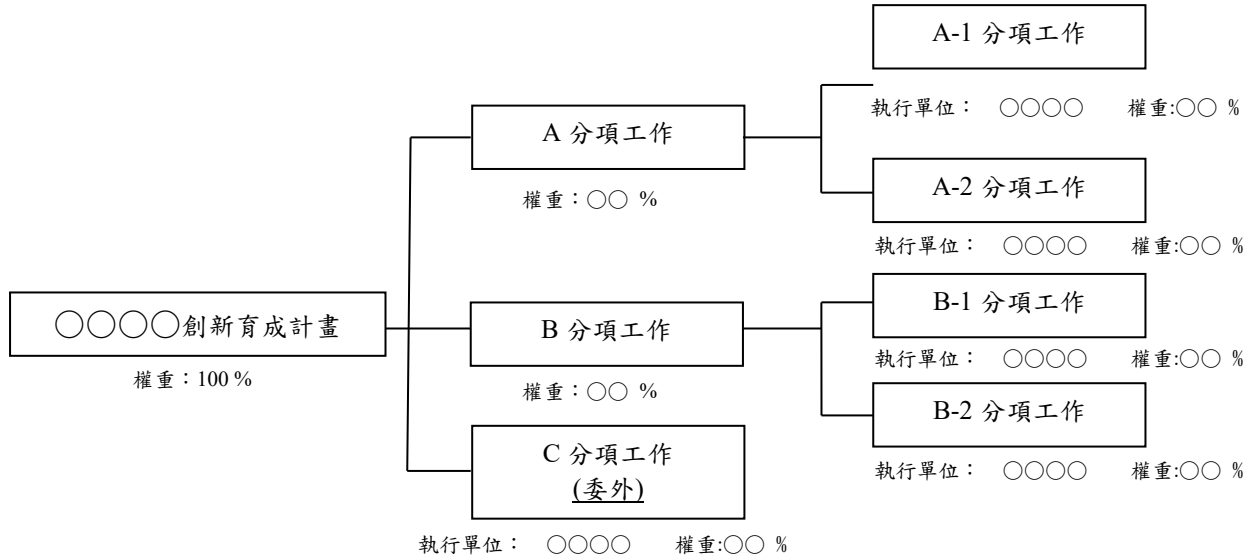 A-1 分項工作
執行單位： ○○○○ 權重:○○ %
A 分項工作
權重：○○ %
A-2 分項工作
執行單位： ○○○○ 權重:○○ %
○○○○創新育成計畫
權重：100 %
B 分項工作
權重：○○ %
B-1 分項工作
執行單位： ○○○○ 權重:○○ %
B-2 分項工作
執行單位： ○○○○ 權重:○○ %
C 分項工作
(委外)
執行單位： ○○○○ 權重:○○ %